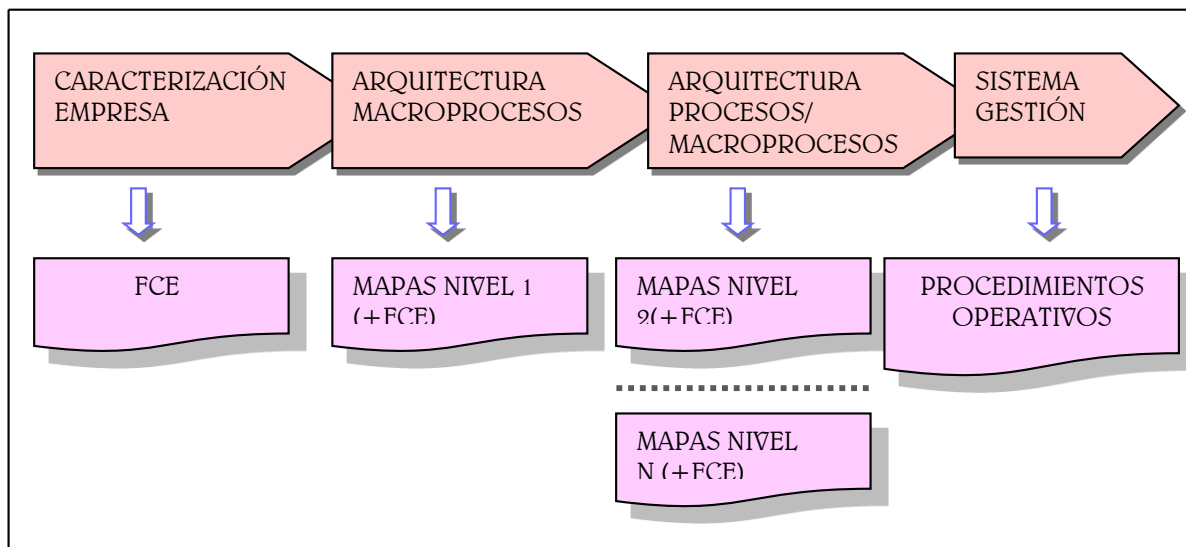 CARACTERIZACIÓN
EMPRESA
ARQUITECTURA
MACROPROCESOS
ARQUITECTURA
PROCESOS/
MACROPROCESOS
SISTEMA
GESTIÓN
FCE
MAPAS NIVEL 1
(+FCE)
MAPAS NIVEL
2(+FCE)
PROCEDIMIENTOS
OPERATIVOS
MAPAS NIVEL
N (+FCE)